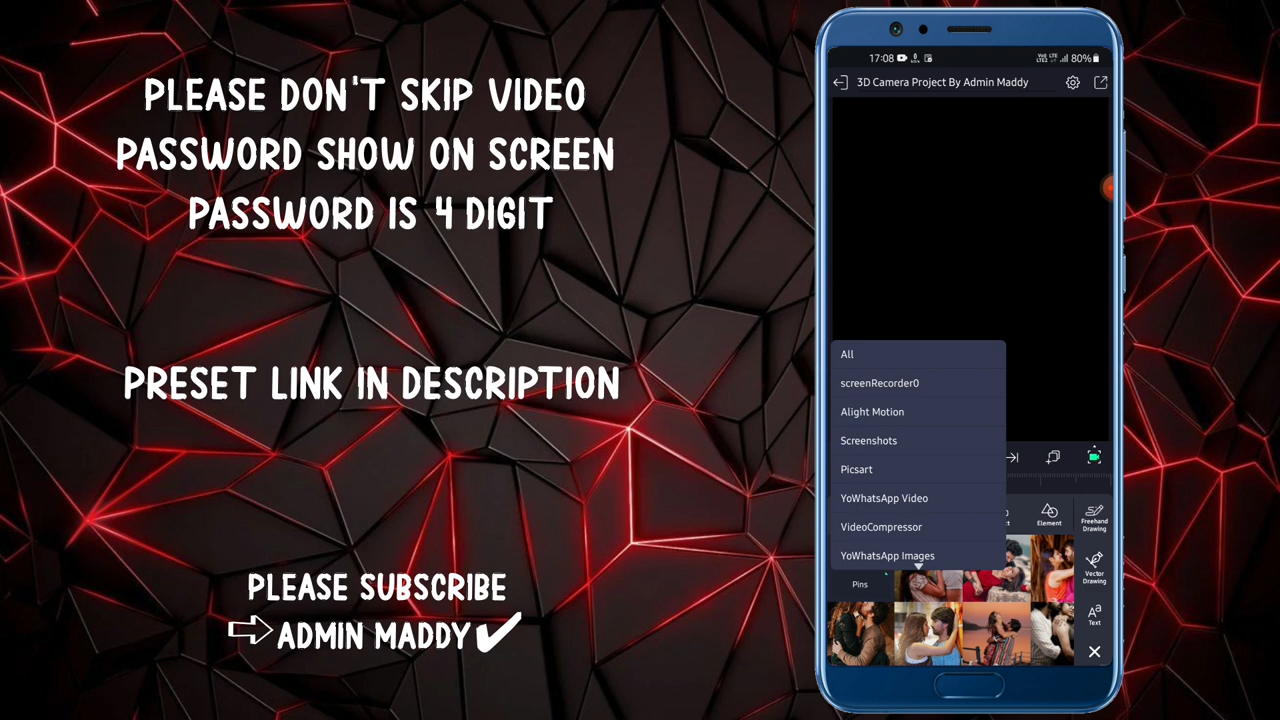 PLEASE DON'T SKIP VIDEO
PASSWORD SHOW ON SCREEN
PASSWORD IS 4 DIGIT
PRESET LINK IN DESCRIPTION
PLEASE SUBSCRIBE
ADMIN MADDY
17:08
80%
3D Camera Project By Admin Maddy
All
screenRecorder0
Alight Motion
Screenshots
Picsart
YoWhatsApp Video
VideoCompressor
YoWhatsApp Images
Pins
Element
Freehand
Drawing
Vector
Drawing
Aa
Text